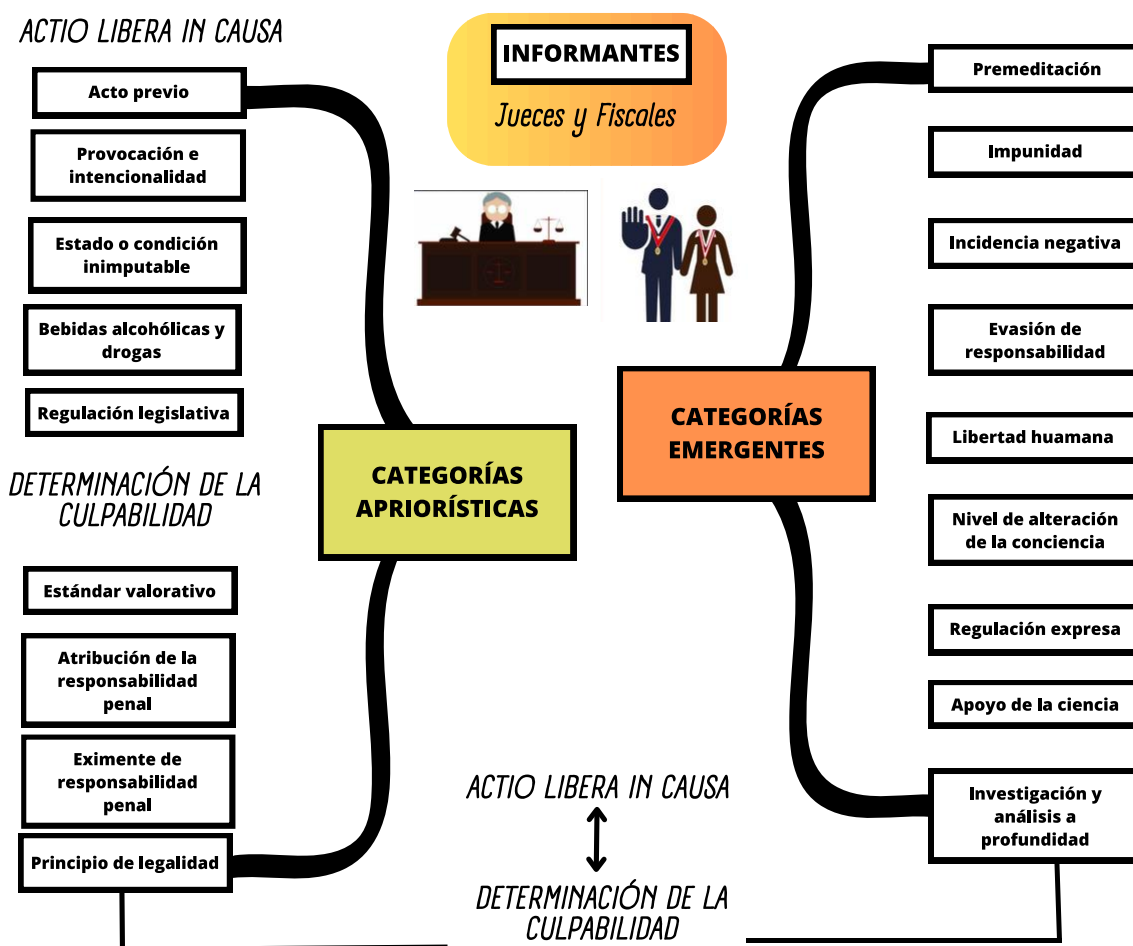 ACTIO LIBERA IN CAUSA
Acto previo
Provocación e
intencionalidad
Estado o condición
inimputable
Bebidas alcohólicas y
drogas
Regulación legislativa
DETERMINACIÓN DE LA
CULPABILIDAD
Estándar valorativo
Atribución de la
responsabilidad
penal
Eximente de
responsabilidad
penal
Principio de legalidad
CATEGORÍAS
APRIORÍSTICAS
INFORMANTES
Jueces y Fiscales
CATEGORÍAS
EMERGENTES
Premeditación
Impunidad
Incidencia negativa
Evasión de
responsabilidad
Libertad huamana
Nivel de alteración
de la conciencia
Regulación expresa
Apoyo de la ciencia
Investigación y
análisis a
profundidad
ACTIO LIBERA IN CAUSA
DETERMINACIÓN DE LA
CULPABILIDAD